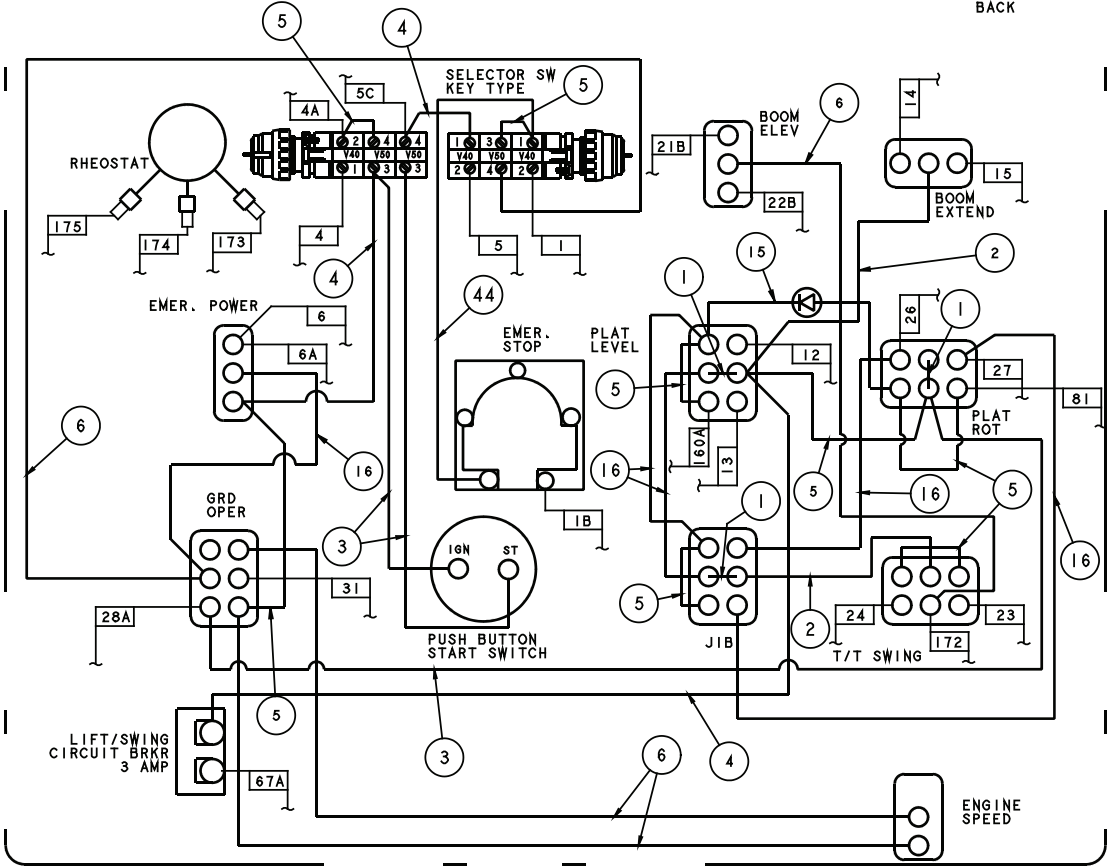 BACK
5
4
SELECTOR SW
KEY TYPE
5
5C
4A
4
BOOM
ELEV
6
14
RHEOSTAT
2 4 4
V40 V50 V50
1 3 3
1 3 1
V40 V50 V40
2 4 2
21B
22B
15
BOOM
EXTEND
175
174
173
4
4
5
1
15
2
1
44
EMER. POWER
6
6A
EMER.
STOP
PLAT
LEVEL
1
12
26
27
81
5
PLAT
ROT
6
16
160A
13
16
5
16
5
GRD
OPER
1B
1
3
IGN
ST
31
28A
16
5
2
24
23
172
JIB
T/T SWING
PUSH BUTTON
START SWITCH
5
3
4
6
LIFT/SWING
CIRCUIT BRKR
3 AMP
67A
ENGINE
SPEED